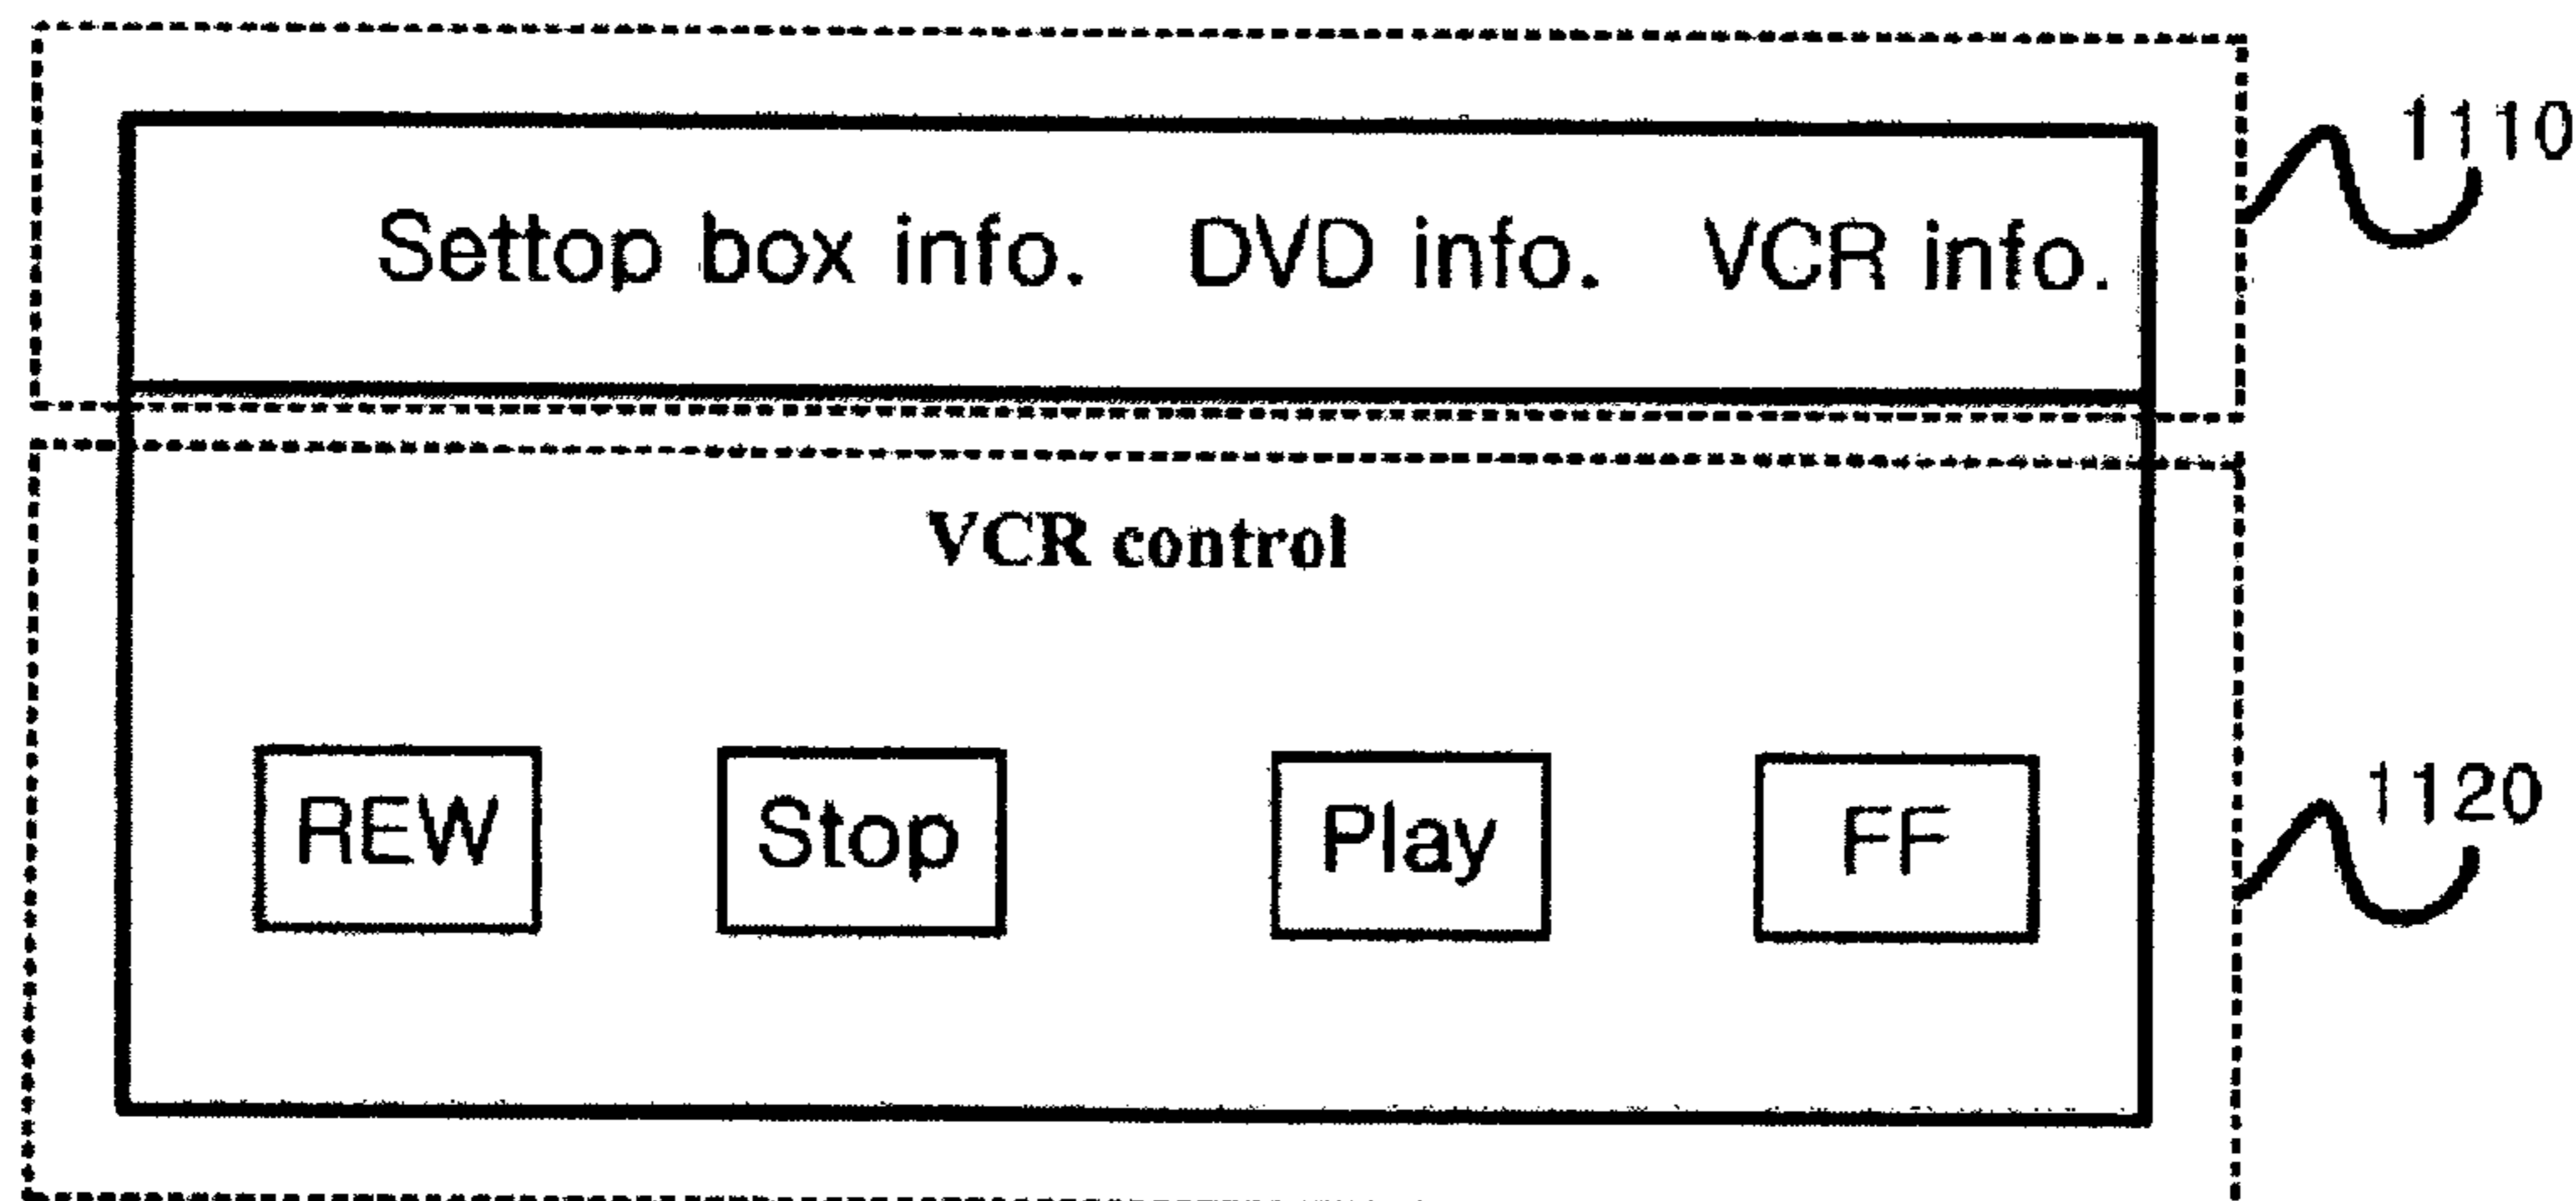 1110
Settop box info. DVD info. VCR info.
VCR control
1120
REW Stop Play FF